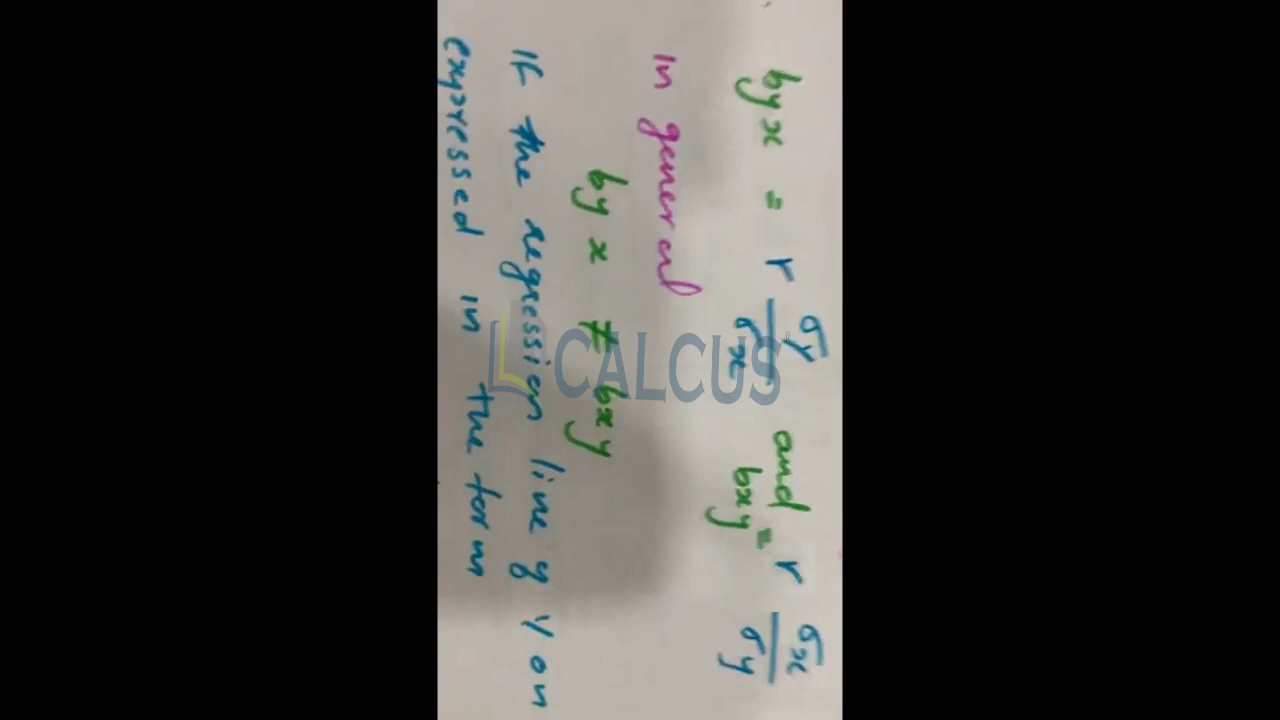 byx = r σy/σx and bxy = r σx/σy
In general
byx ≠ bxy
If the regression line y Y on
expressed in the form
CALCUS